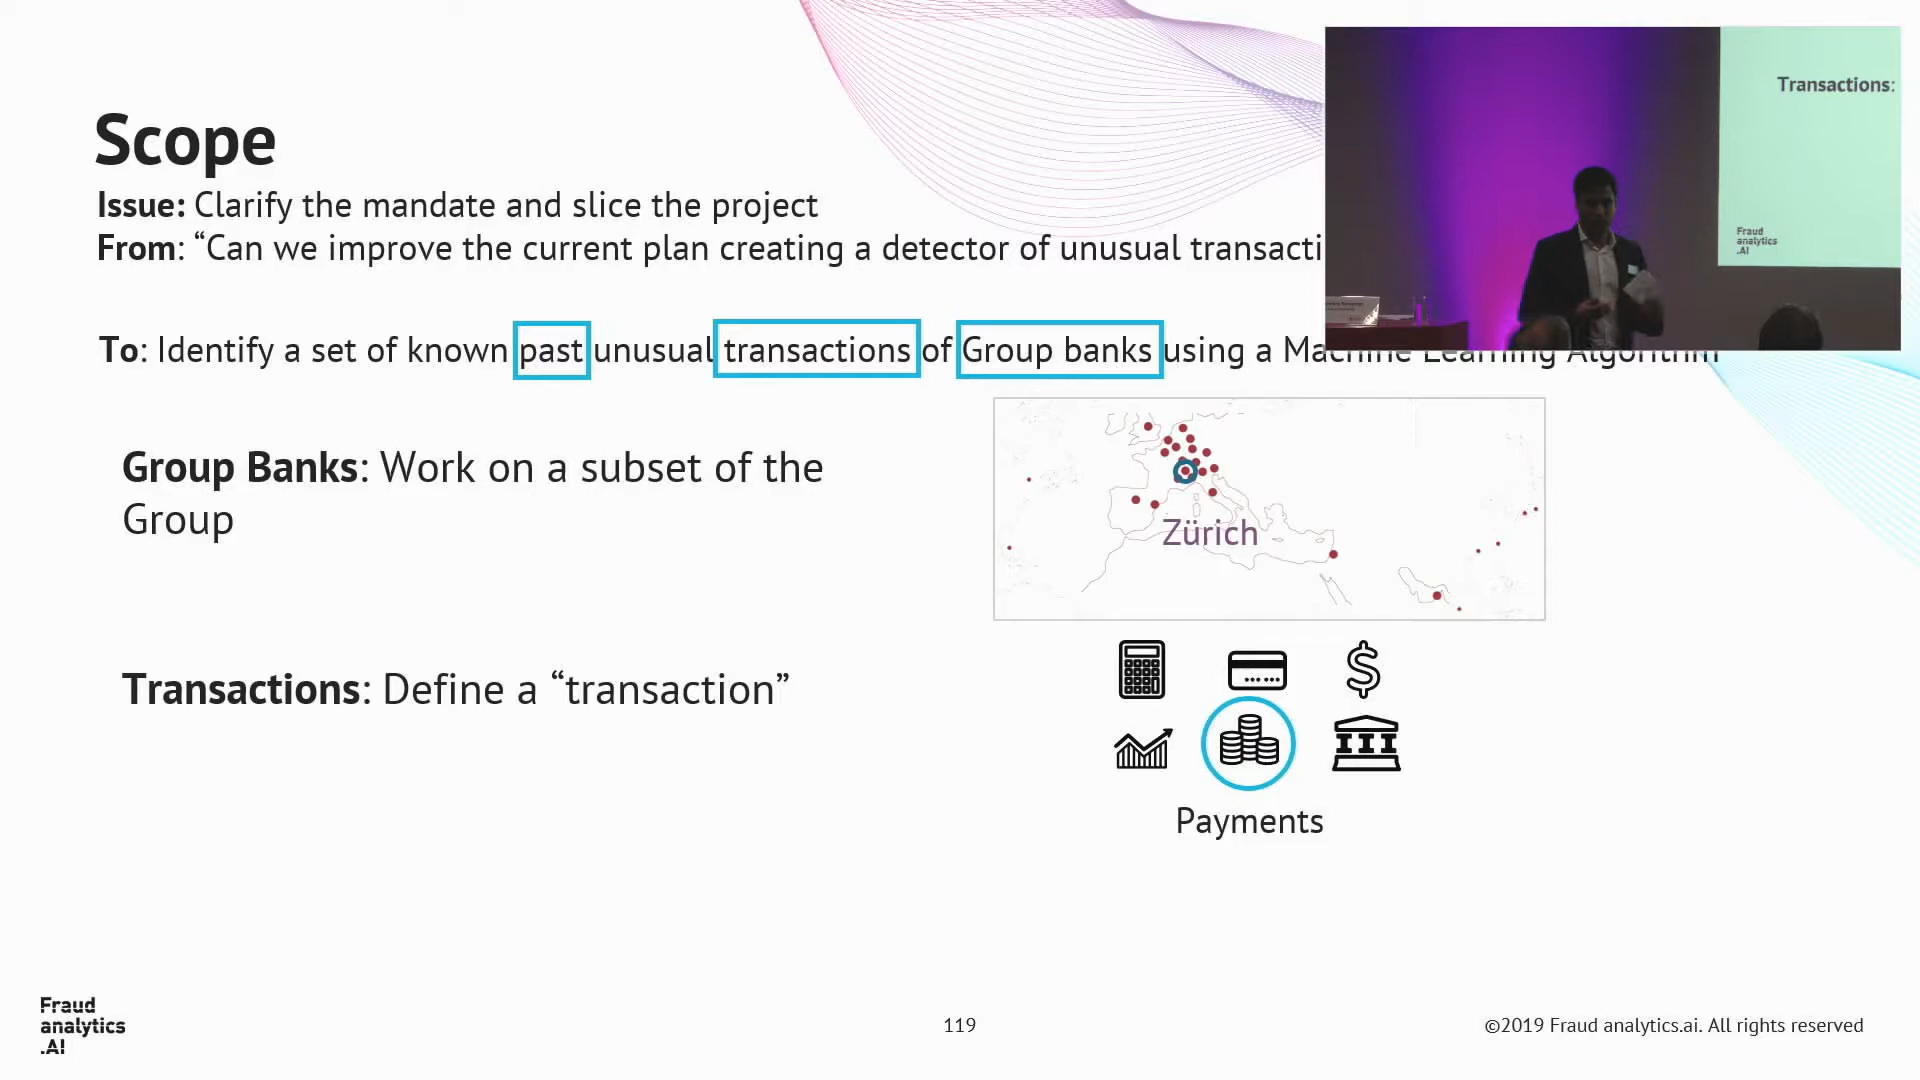 Scope
Issue: Clarify the mandate and slice the project
From: “Can we improve the current plan creating a detector of unusual transacti
To: Identify a set of known past unusual transactions of Group banks using a Machine Learning Algorithm
Group Banks: Work on a subset of the
Group
Zürich
Transactions: Define a “transaction”
Payments
Transactions:
Fraud
analytics
.AI
Fraud
analytics
.AI
119
©2019 Fraud analytics.ai. All rights reserved